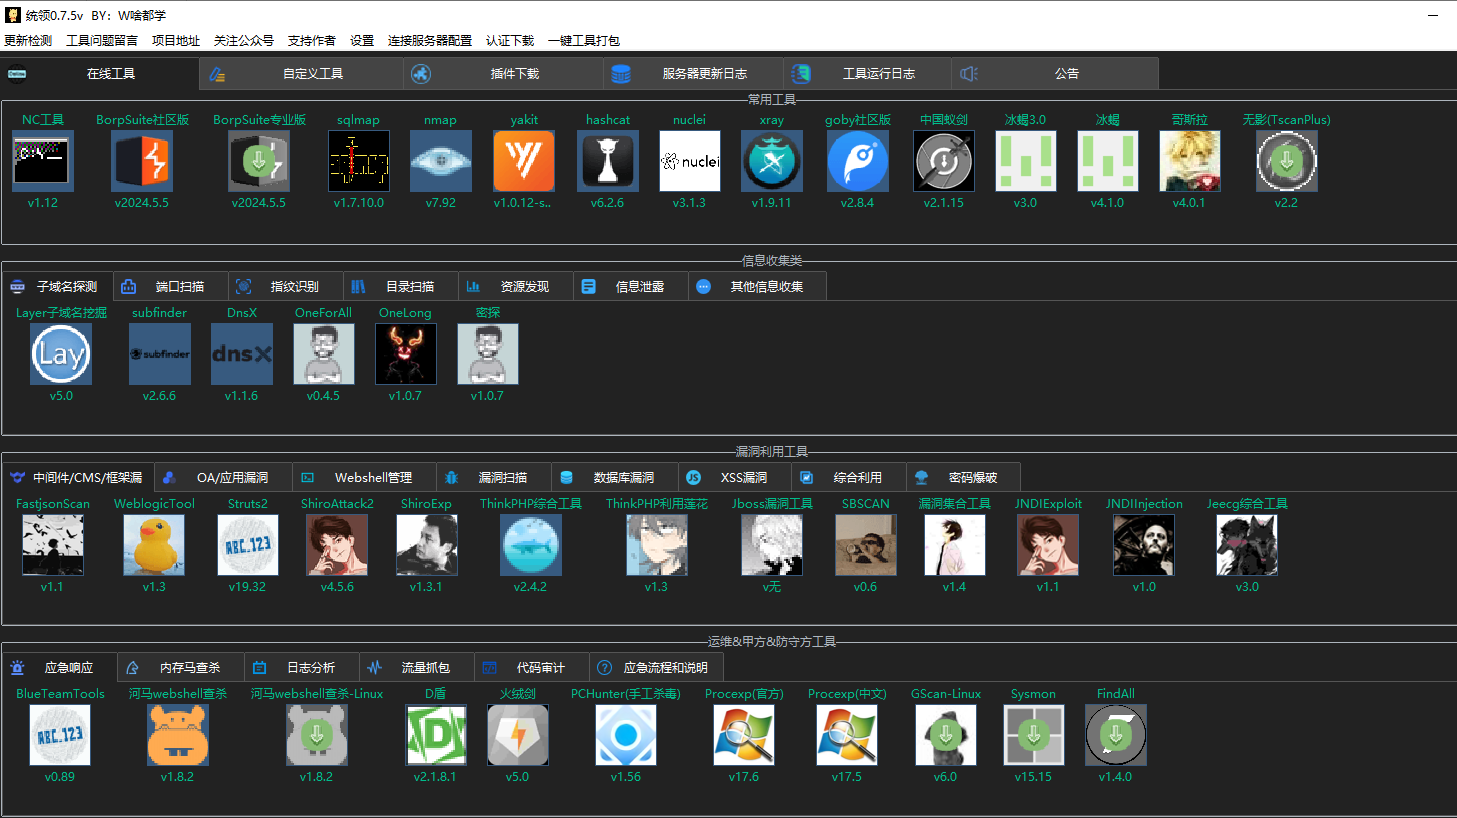 统领0.7.5v BY：W啥都学
更新检测 工具问题留言 项目地址 关注公众号 支持作者 设置 连接服务器配置 认证下载 一键工具打包
在线工具 自定义工具 插件下载 服务器更新日志 工具运行日志 公告
常用工具
NC工具 BorpSuite社区版 BorpSuite专业版 sqlmap nmap yakit hashcat nuclei xray goby社区版 中国蚁剑 冰蝎3.0 冰蝎 哥斯拉 无影(TscanPlus)
nuclei
v1.12 v2024.5.5 v2024.5.5 v1.7.10.0 v7.92 v1.0.12-s.. v6.2.6 v3.1.3 v1.9.11 v2.8.4 v2.1.15 v3.0 v4.1.0 v4.0.1 v2.2
信息收集类
子域名探测 端口扫描 指纹识别 目录扫描 资源发现 信息泄露 其他信息收集
Layer子域名挖掘 subfinder DnsX OneForAll OneLong 密探
Lay subfinder dnsX
v5.0 v2.6.6 v1.1.6 v0.4.5 v1.0.7 v1.0.7
漏洞利用工具
中间件/CMS/框架漏 OA/应用漏洞 Webshell管理 漏洞扫描 数据库漏洞 JS XSS漏洞 综合利用 密码爆破
FastjsonScan WeblogicTool Struts2 ShiroAttack2 ShiroExp ThinkPHP综合工具 ThinkPHP利用莲花 Jboss漏洞工具 SBSCAN 漏洞集合工具 JNDIExploit JNDIInjection Jeecg综合工具
ABC_123
v1.1 v1.3 v19.32 v4.5.6 v1.3.1 v2.4.2 v1.3 v无 v0.6 v1.4 v1.1 v1.0 v3.0
运维&甲方&防守方工具
应急响应 内存马查杀 日志分析 流量抓包 代码审计 应急流程和说明
BlueTeamTools 河马webshell查杀 河马webshell查杀-Linux D盾 火绒剑 PCHunter(手工杀毒) Procexp(官方) Procexp(中文) GScan-Linux Sysmon FindAll
ABC_123 D
v0.89 v1.8.2 v1.8.2 v2.1.8.1 v5.0 v1.56 v17.6 v17.5 v6.0 v15.15 v1.4.0